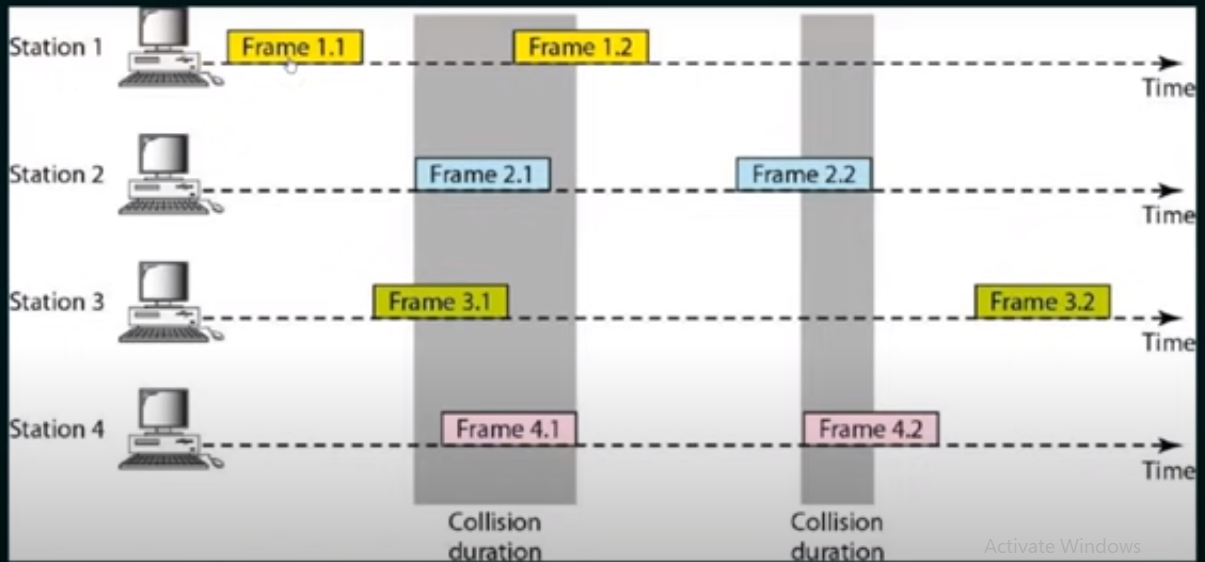 Station 1
Frame 1.1
Frame 1.2
Time
Station 2
Frame 2.1
Frame 2.2
Time
Station 3
Frame 3.1
Frame 3.2
Time
Station 4
Frame 4.1
Frame 4.2
Time
Collision
duration
Collision
duration
Activate Windows